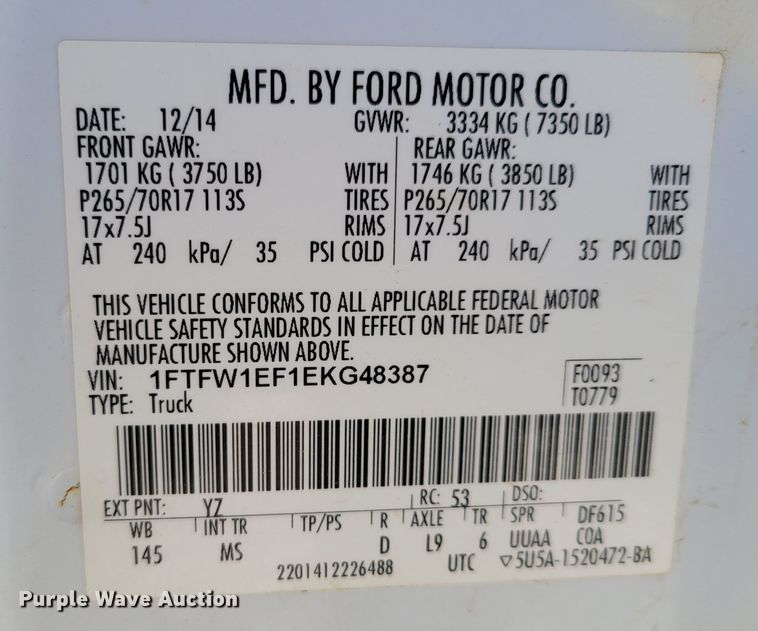 MFD. BY FORD MOTOR CO.
DATE: 12/14 GVWR: 3334 KG ( 7350 LB)
FRONT GAWR: REAR GAWR:
1701 KG ( 3750 LB) WITH 1746 KG ( 3850 LB) WITH
P265/70R17 113S TIRES P265/70R17 113S TIRES
17x7.5J RIMS 17x7.5J RIMS
AT 240 kPa/ 35 PSI COLD AT 240 kPa/ 35 PSI COLD
THIS VEHICLE CONFORMS TO ALL APPLICABLE FEDERAL MOTOR
VEHICLE SAFETY STANDARDS IN EFFECT ON THE DATE OF
MANUFACTURE SHOWN ABOVE.
VIN: 1FTFW1EF1EKG48387 F0093
TYPE: Truck T0779
EXT PNT: YZ RC: 53 DSO:
WB INT TR TP/PS R AXLE TR SPR DF615
145 MS D L9 6 UUAA COA
2201412226488 UTC ▽5U5A-1520472-BA
Purple Wave Auction